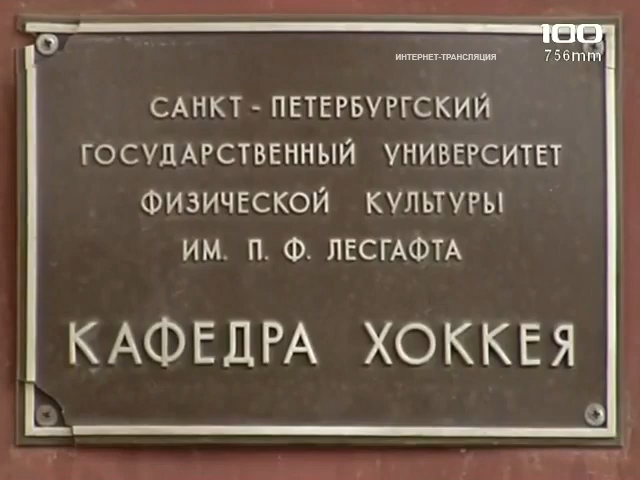 100
ИНТЕРНЕТ-ТРАНСЛЯЦИЯ 756mm
САНКТ - ПЕТЕРБУРГСКИЙ
ГОСУДАРСТВЕННЫЙ УНИВЕРСИТЕТ
ФИЗИЧЕСКОЙ КУЛЬТУРЫ
ИМ. П. Ф. ЛЕСГАФТА
КАФЕДРА ХОККЕЯ